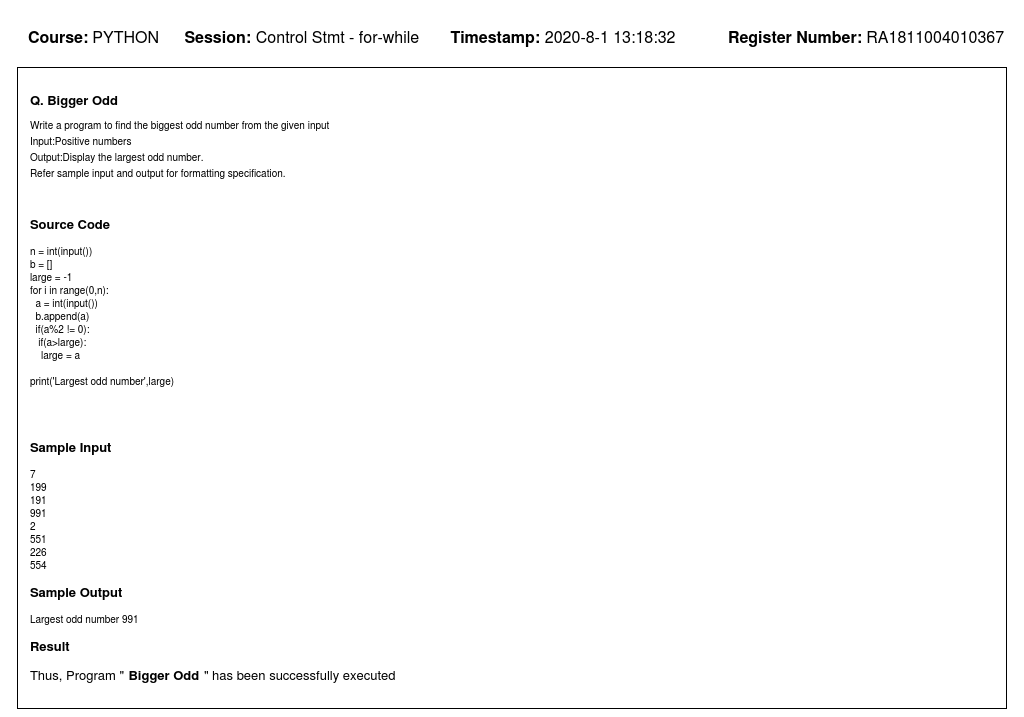 Course: PYTHON Session: Control Stmt - for-while Timestamp: 2020-8-1 13:18:32 Register Number: RA1811004010367
Q. Bigger Odd
Write a program to find the biggest odd number from the given input
Input:Positive numbers
Output:Display the largest odd number.
Refer sample input and output for formatting specification.
Source Code
n = int(input())
b = []
large = -1
for i in range(0,n):
  a = int(input())
  b.append(a)
  if(a%2 != 0):
   if(a>large):
    large = a
print('Largest odd number',large)
Sample Input
7
199
191
991
2
551
226
554
Sample Output
Largest odd number 991
Result
Thus, Program " Bigger Odd " has been successfully executed